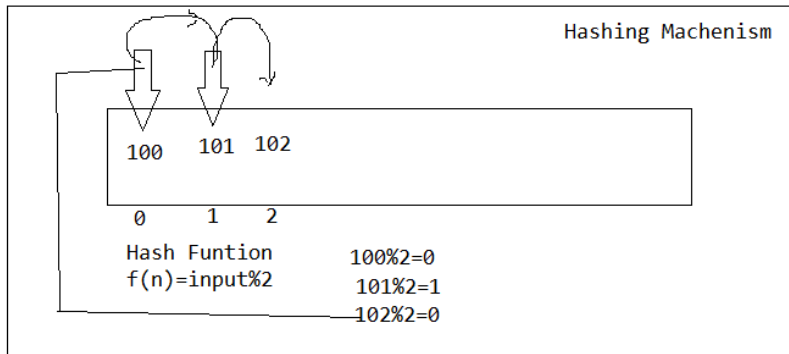 Hashing Machenism
100 101 102
0 1 2
Hash Funtion
f(n)=input%2
100%2=0
101%2=1
102%2=0